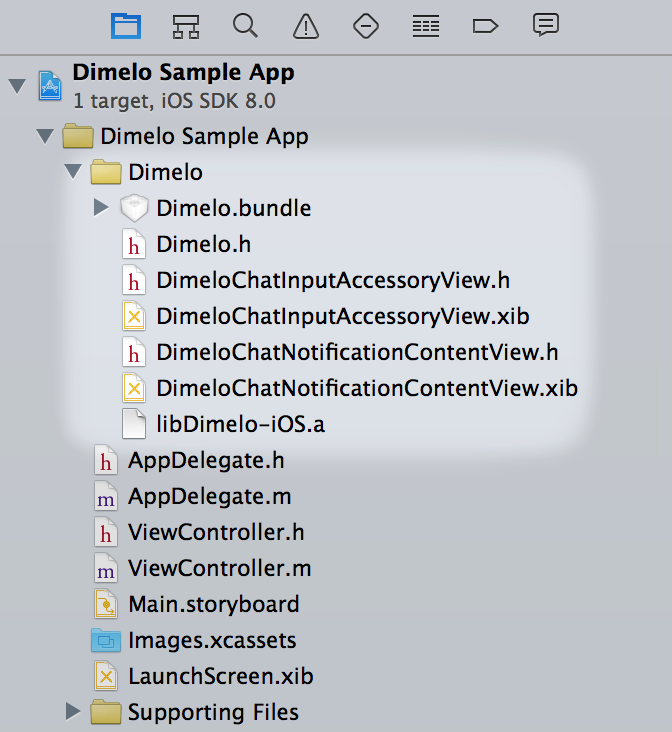 Dimelo Sample App
1 target, iOS SDK 8.0
Dimelo Sample App
Dimelo
Dimelo.bundle
h Dimelo.h
h DimeloChatInputAccessoryView.h
DimeloChatInputAccessoryView.xib
h DimeloChatNotificationContentView.h
DimeloChatNotificationContentView.xib
libDimelo-iOS.a
h AppDelegate.h
m AppDelegate.m
h ViewController.h
m ViewController.m
Main.storyboard
Images.xcassets
LaunchScreen.xib
Supporting Files